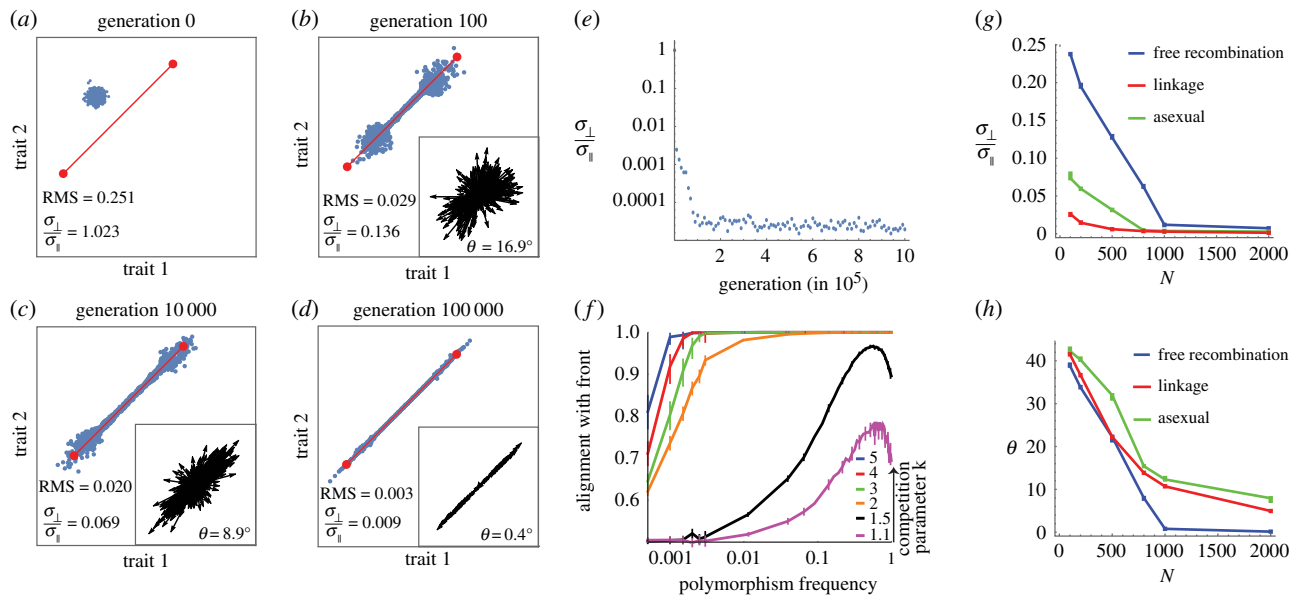 (a)
generation 0
trait 2
RMS = 0.251
σ⊥/σ∥ = 1.023
trait 1
(b)
generation 100
trait 2
RMS = 0.029
σ⊥/σ∥ = 0.136
θ = 16.9°
trait 1
(c)
generation 10 000
trait 2
RMS = 0.020
σ⊥/σ∥ = 0.069
θ = 8.9°
trait 1
(d)
generation 100 000
trait 2
RMS = 0.003
σ⊥/σ∥ = 0.009
θ = 0.4°
trait 1
(e)
1
0.1
0.01
0.001
0.0001
σ⊥/σ∥
2 4 6 8 10
generation (in 10⁵)
(f)
1.0
0.9
0.8
0.7
0.6
alignment with front
5
4
3
2
1.5
1.1
competition
parameter k
0.001 0.01 0.1 1
polymorphism frequency
(g)
0.25
0.20
0.15
0.10
0.05
0
σ⊥/σ∥
free recombination
linkage
asexual
0 500 1000 1500 2000
N
(h)
40
30
20
10
0
θ
free recombination
linkage
asexual
0 500 1000 1500 2000
N